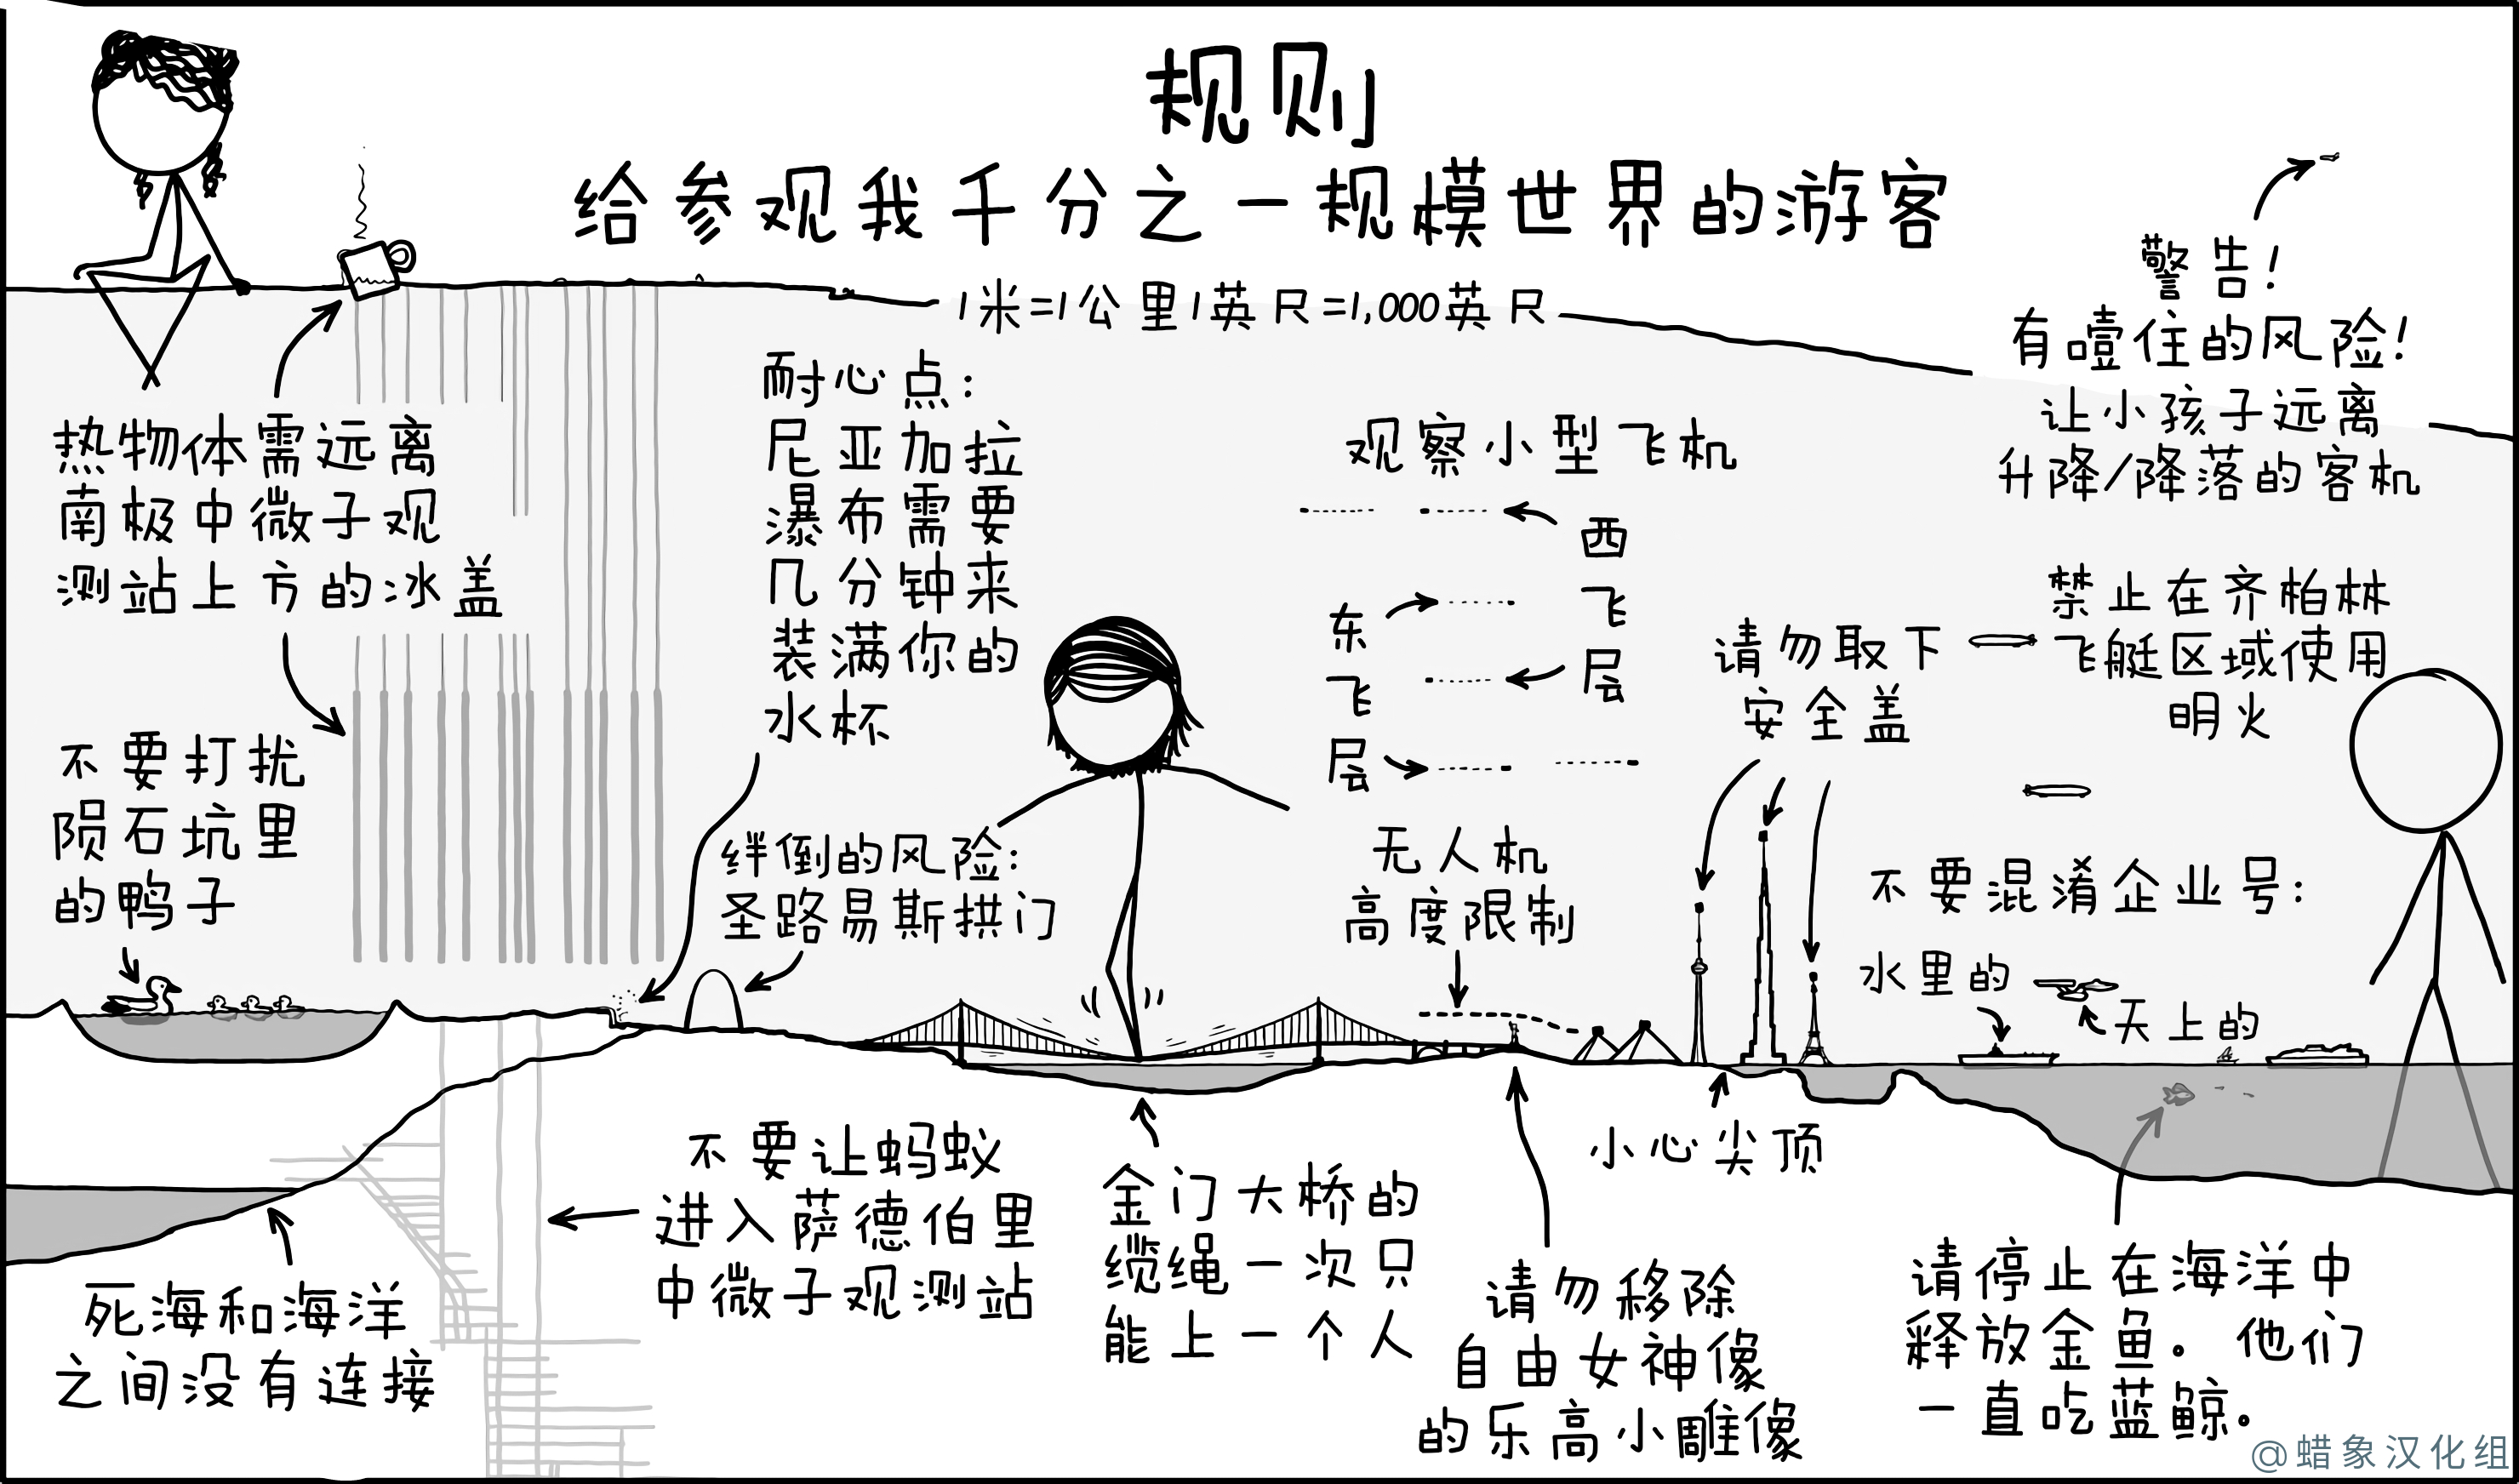 规则
给参观我千分之一规模世界的游客
1米=1公里1英尺=1,000英尺
警告!
有噎住的风险!
让小孩子远离
升降/降落的客机
热物体需远离
南极中微子观
测站上方的冰盖
耐心点:
尼亚加拉
瀑布需要
几分钟来
装满你的
水杯
观察小型飞机
西
飞
层
东
飞
层
请勿取下
安全盖
禁止在齐柏林
飞艇区域使用
明火
不要打扰
陨石坑里
的鸭子
绊倒的风险:
圣路易斯拱门
无人机
高度限制
不要混淆企业号:
水里的
天上的
死海和海洋
之间没有连接
不要让蚂蚁
进入萨德伯里
中微子观测站
金门大桥的
缆绳一次只
能上一个人
小心尖顶
请勿移除
自由女神像
的乐高小雕像
请停止在海洋中
释放金鱼。他们
一直吃蓝鲸。
@蜡象汉化组